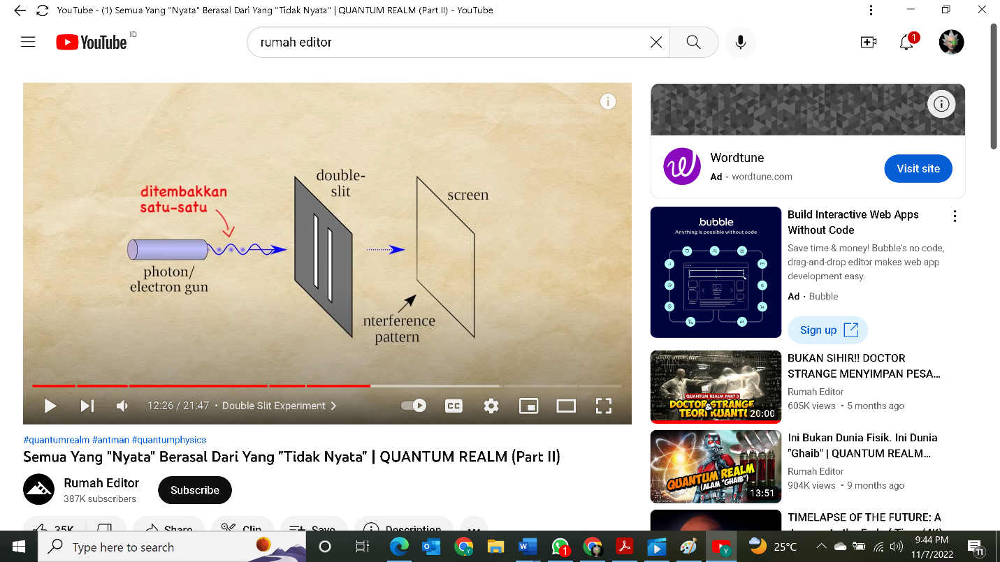 YouTube - (1) Semua Yang "Nyata" Berasal Dari Yang "Tidak Nyata" | QUANTUM REALM (Part II) - YouTube
YouTube ID
rumah editor
1
ditembakkan
satu-satu
photon/
electron gun
double-
slit
screen
nterference
pattern
12:26 / 21:47 • Double Slit Experiment
CC
#quantumrealm #antman #quantumphysics
Semua Yang "Nyata" Berasal Dari Yang "Tidak Nyata" | QUANTUM REALM (Part II)
Rumah Editor
387K subscribers
Subscribe
35K
Share
Clip
Save
Description
Wordtune
Ad · wordtune.com
Visit site
.bubble
Anything is possible without code
Build Interactive Web Apps
Without Code
Save time & money! Bubble's no code,
drag-and-drop editor makes web app
development easy.
Ad · Bubble
Sign up
QUANTUM REALM PART 3
DOCTOR STRANGE
&
TEORI KUANTUM
20:00
BUKAN SIHIR!! DOCTOR
STRANGE MENYIMPAN PESA...
Rumah Editor
605K views • 5 months ago
QUANTUM REALM
(ALAM "GHAIB")
13:51
Ini Bukan Dunia Fisik. Ini Dunia
"Ghaib" | QUANTUM REALM...
Rumah Editor
904K views • 9 months ago
TIMELAPSE OF THE FUTURE: A
Type here to search
1
25°C
9:44 PM
11/7/2022
11